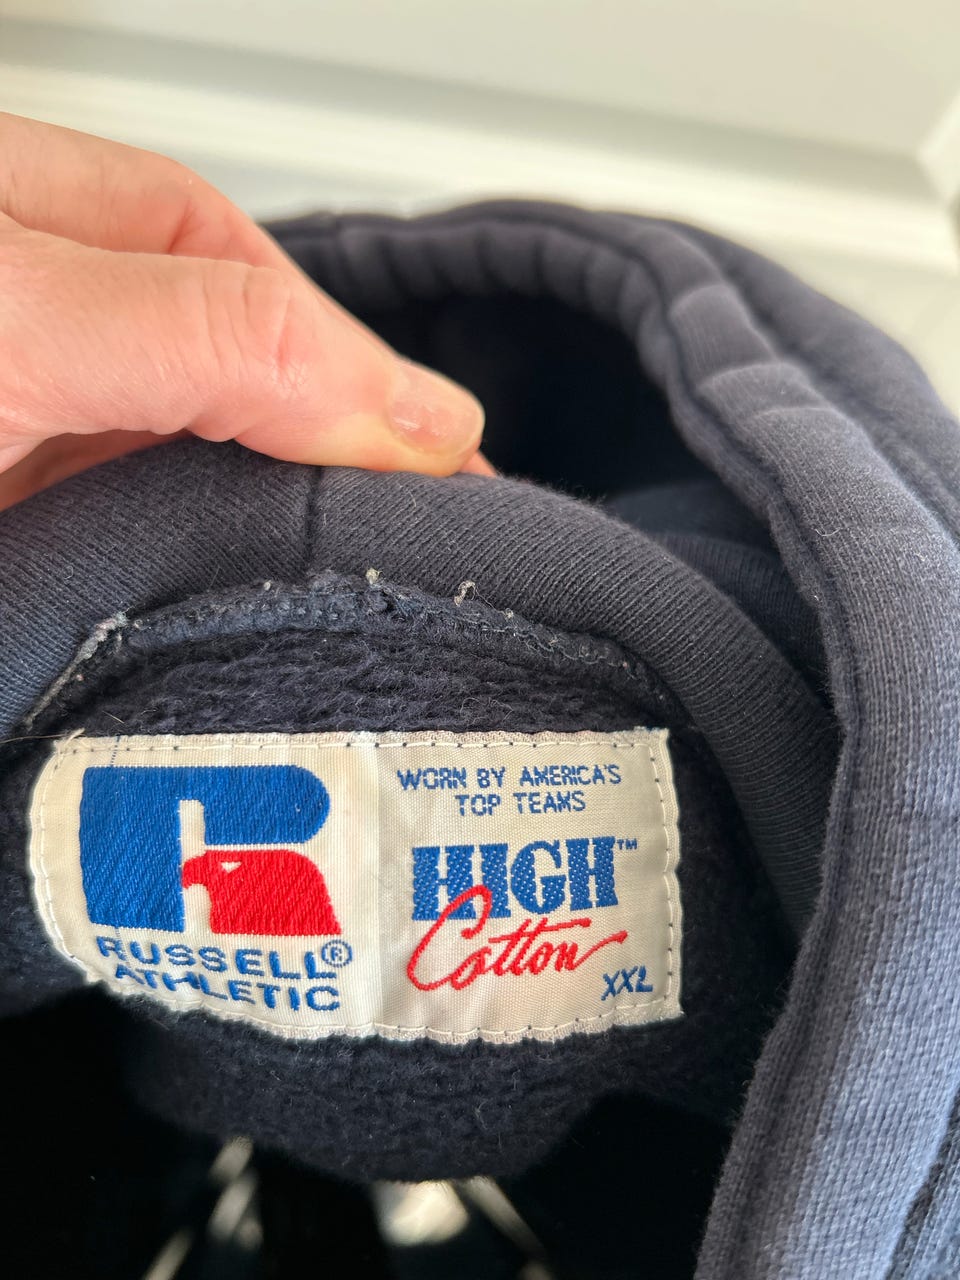 RUSSELL®
ATHLETIC
WORN BY AMERICA'S
TOP TEAMS
HIGH™
Cotton
XXL